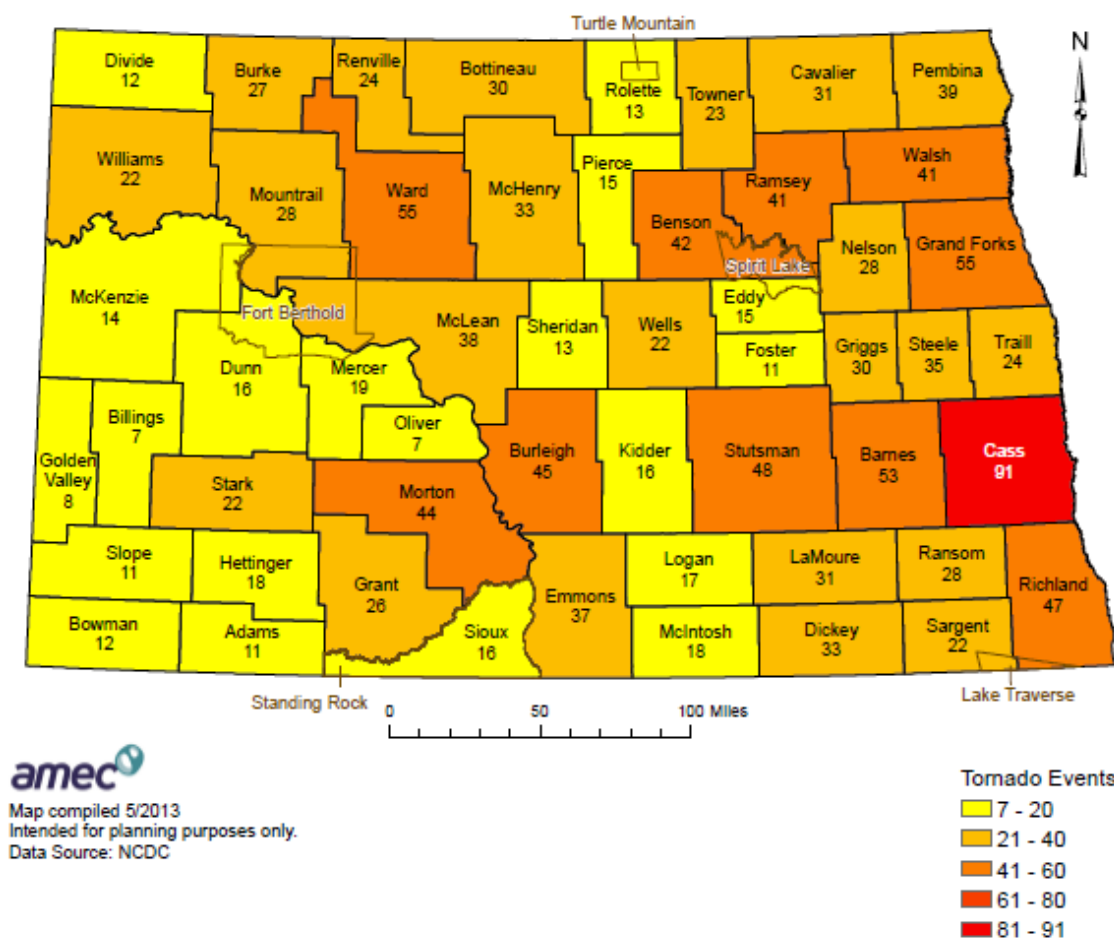 Turtle Mountain
N
Divide
12
Burke
27
Renville
24
Bottineau
30
Rolette
13
Towner
23
Cavalier
31
Pembina
39
Williams
22
Mountrail
28
Ward
55
McHenry
33
Pierce
15
Benson
42
Ramsey
41
Walsh
41
Nelson
28
Grand Forks
55
Spirit Lake
McKenzie
14
Fort Berthold
McLean
38
Sheridan
13
Wells
22
Eddy
15
Foster
11
Griggs
30
Steele
35
Traill
24
Dunn
16
Mercer
19
Oliver
7
Billings
7
Golden
Valley
8
Stark
22
Morton
44
Burleigh
45
Kidder
16
Stutsman
48
Barnes
53
Cass
91
Slope
11
Hettinger
18
Grant
26
Emmons
37
Logan
17
LaMoure
31
Ransom
28
Richland
47
Bowman
12
Adams
11
Sioux
16
McIntosh
18
Dickey
33
Sargent
22
Standing Rock
Lake Traverse
0 50 100 Miles
amec
Map compiled 5/2013
Intended for planning purposes only.
Data Source: NCDC
Tornado Events
7 - 20
21 - 40
41 - 60
61 - 80
81 - 91